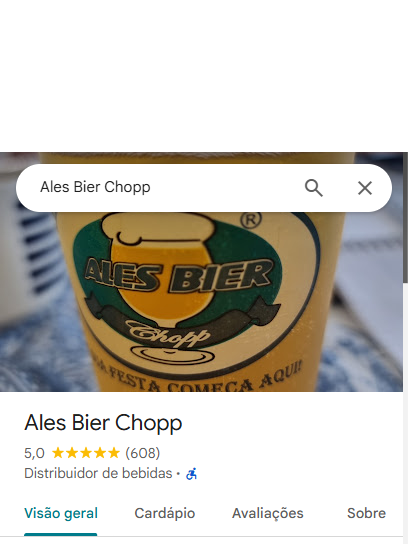 Ales Bier Chopp
®
ALES BIER
Chopp
FESTA COMEÇA AQUI!
Ales Bier Chopp
5,0 ★★★★★ (608)
Distribuidor de bebidas ·
Visão geral Cardápio Avaliações Sobre